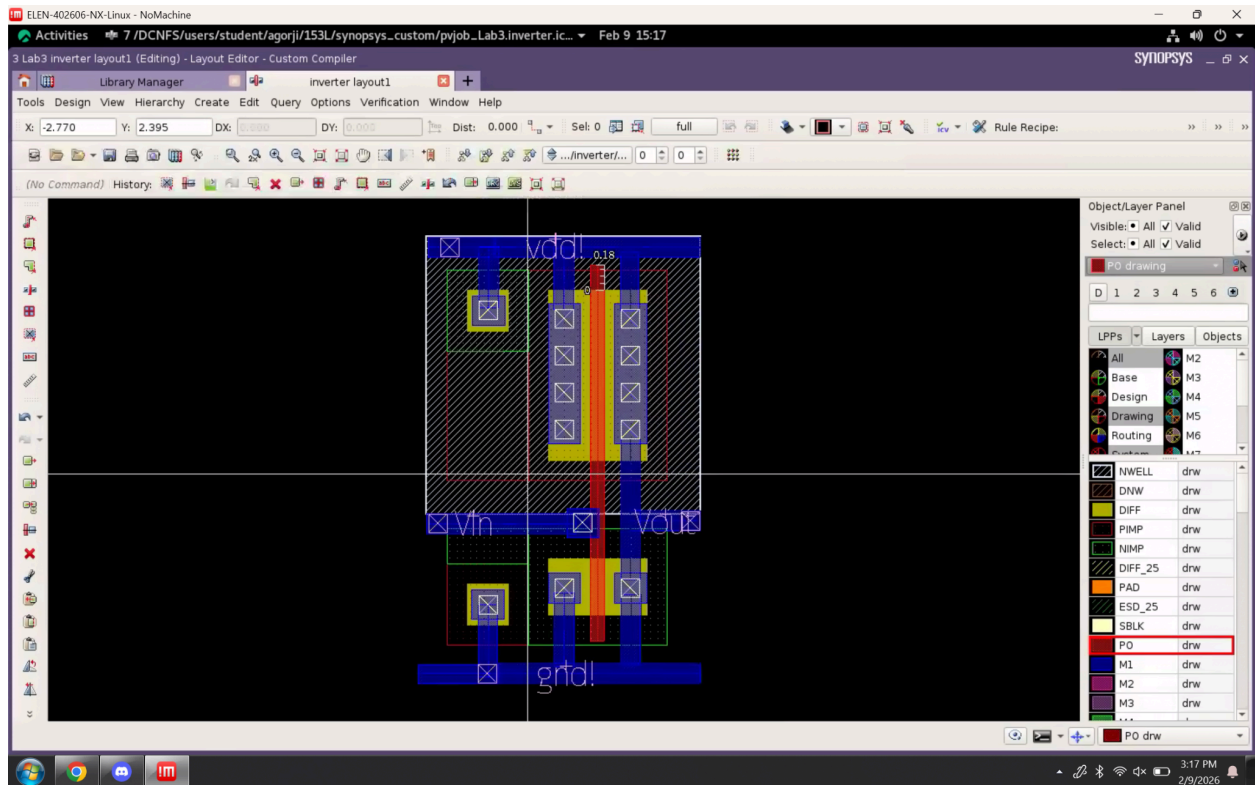 ELEN-402606-NX-Linux - NoMachine
Activities 7 /DCNFS/users/student/agorji/153L/synopsys_custom/pvjob_Lab3.inverter.ic... Feb 9 15:17
3 Lab3 inverter layout1 (Editing) - Layout Editor - Custom Compiler SYNOPSYS
Library Manager inverter layout1
Tools Design View Hierarchy Create Edit Query Options Verification Window Help
X: -2.770 Y: 2.395 DX: 0.000 DY: 0.000 Dist: 0.000 Sel: 0 full Rule Recipe: »
.../inverter/... 0 0
(No Command) History:
Object/Layer Panel
Visible: All Valid
Select: All Valid
PO drawing
D 1 2 3 4 5 6
LPPs Layers Objects
All M2
Base M3
Design M4
Drawing M5
Routing M6
System M7
NWELL drw
DNW drw
DIFF drw
PIMP drw
NIMP drw
DIFF_25 drw
PAD drw
ESD_25 drw
SBLK drw
PO drw
M1 drw
M2 drw
M3 drw
vdd!
0.18
0
Vin Vout
gnd!
PO drw
3:17 PM
2/9/2026